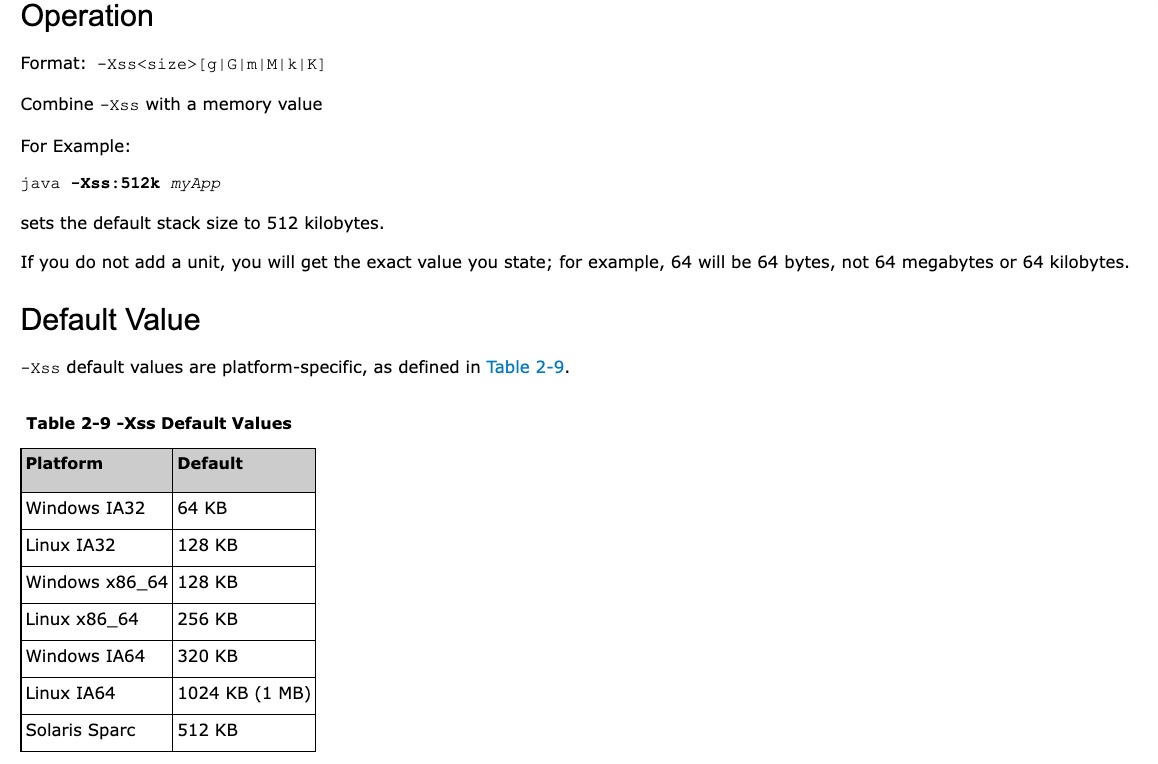 Operation
Format: -Xss<size>[g|G|m|M|k|K]
Combine -Xss with a memory value
For Example:
java -Xss:512k myApp
sets the default stack size to 512 kilobytes.
If you do not add a unit, you will get the exact value you state; for example, 64 will be 64 bytes, not 64 megabytes or 64 kilobytes.
Default Value
-Xss default values are platform-specific, as defined in Table 2-9.
Table 2-9 -Xss Default Values
Platform Default
Windows IA32 64 KB
Linux IA32 128 KB
Windows x86_64 128 KB
Linux x86_64 256 KB
Windows IA64 320 KB
Linux IA64 1024 KB (1 MB)
Solaris Sparc 512 KB